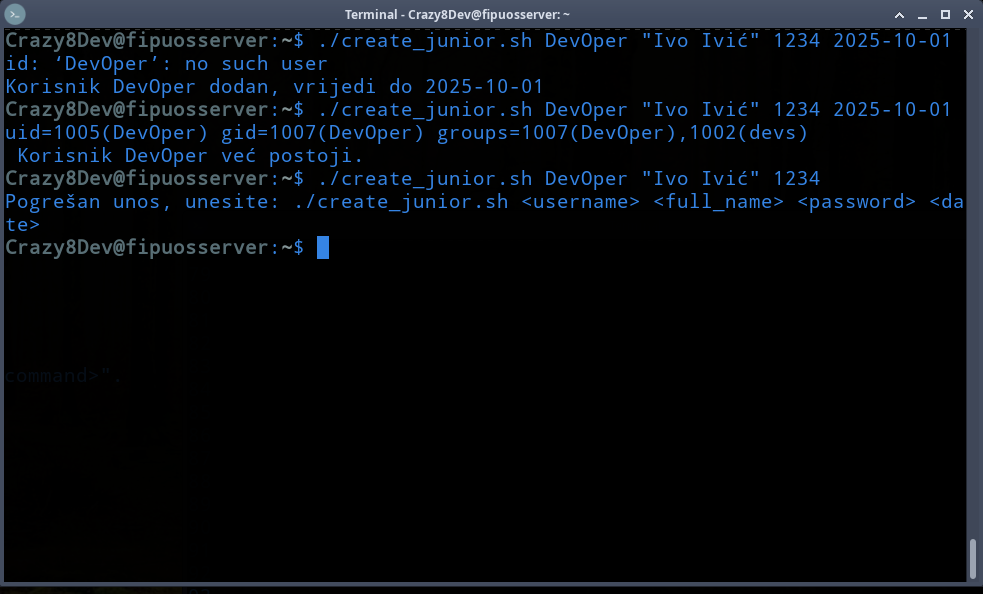 Terminal - Crazy8Dev@fipuosserver: ~
Crazy8Dev@fipuosserver:~$ ./create_junior.sh DevOper "Ivo Ivić" 1234 2025-10-01
id: ‘DevOper’: no such user
Korisnik DevOper dodan, vrijedi do 2025-10-01
Crazy8Dev@fipuosserver:~$ ./create_junior.sh DevOper "Ivo Ivić" 1234 2025-10-01
uid=1005(DevOper) gid=1007(DevOper) groups=1007(DevOper),1002(devs)
 Korisnik DevOper već postoji.
Crazy8Dev@fipuosserver:~$ ./create_junior.sh DevOper "Ivo Ivić" 1234
Pogrešan unos, unesite: ./create_junior.sh <username> <full_name> <password> <da
te>
Crazy8Dev@fipuosserver:~$
command>",